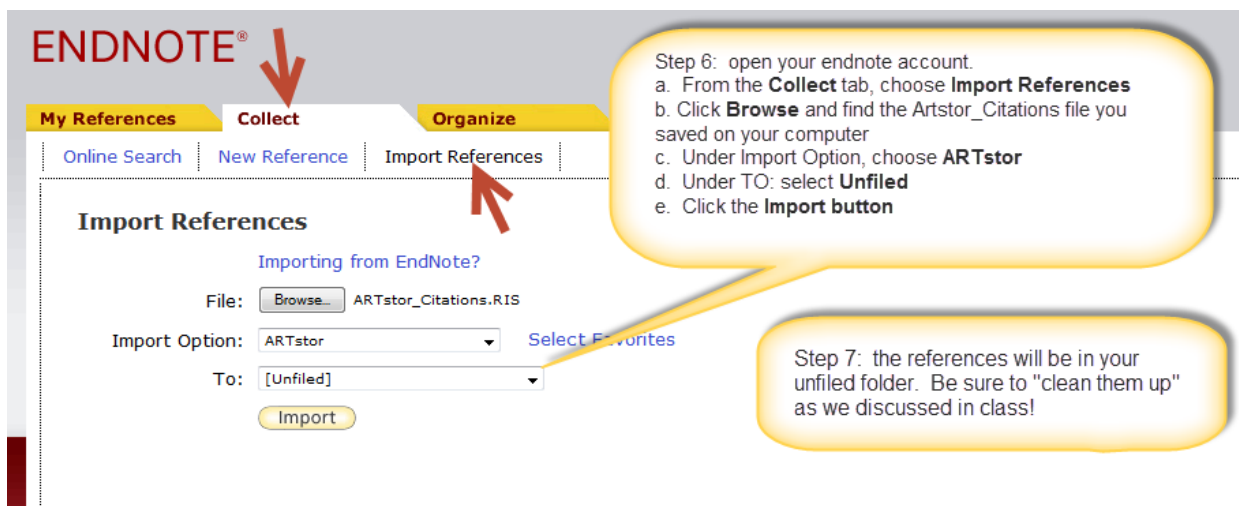 ENDNOTE®
My References Collect Organize
Online Search New Reference Import References
Import References
Importing from EndNote?
File: Browse... ARTstor_Citations.RIS
Import Option: ARTstor Select Favorites
To: [Unfiled]
Import
Step 6: open your endnote account.
a. From the Collect tab, choose Import References
b. Click Browse and find the Artstor_Citations file you
saved on your computer
c. Under Import Option, choose ARTstor
d. Under TO: select Unfiled
e. Click the Import button
Step 7: the references will be in your
unfiled folder. Be sure to "clean them up"
as we discussed in class!